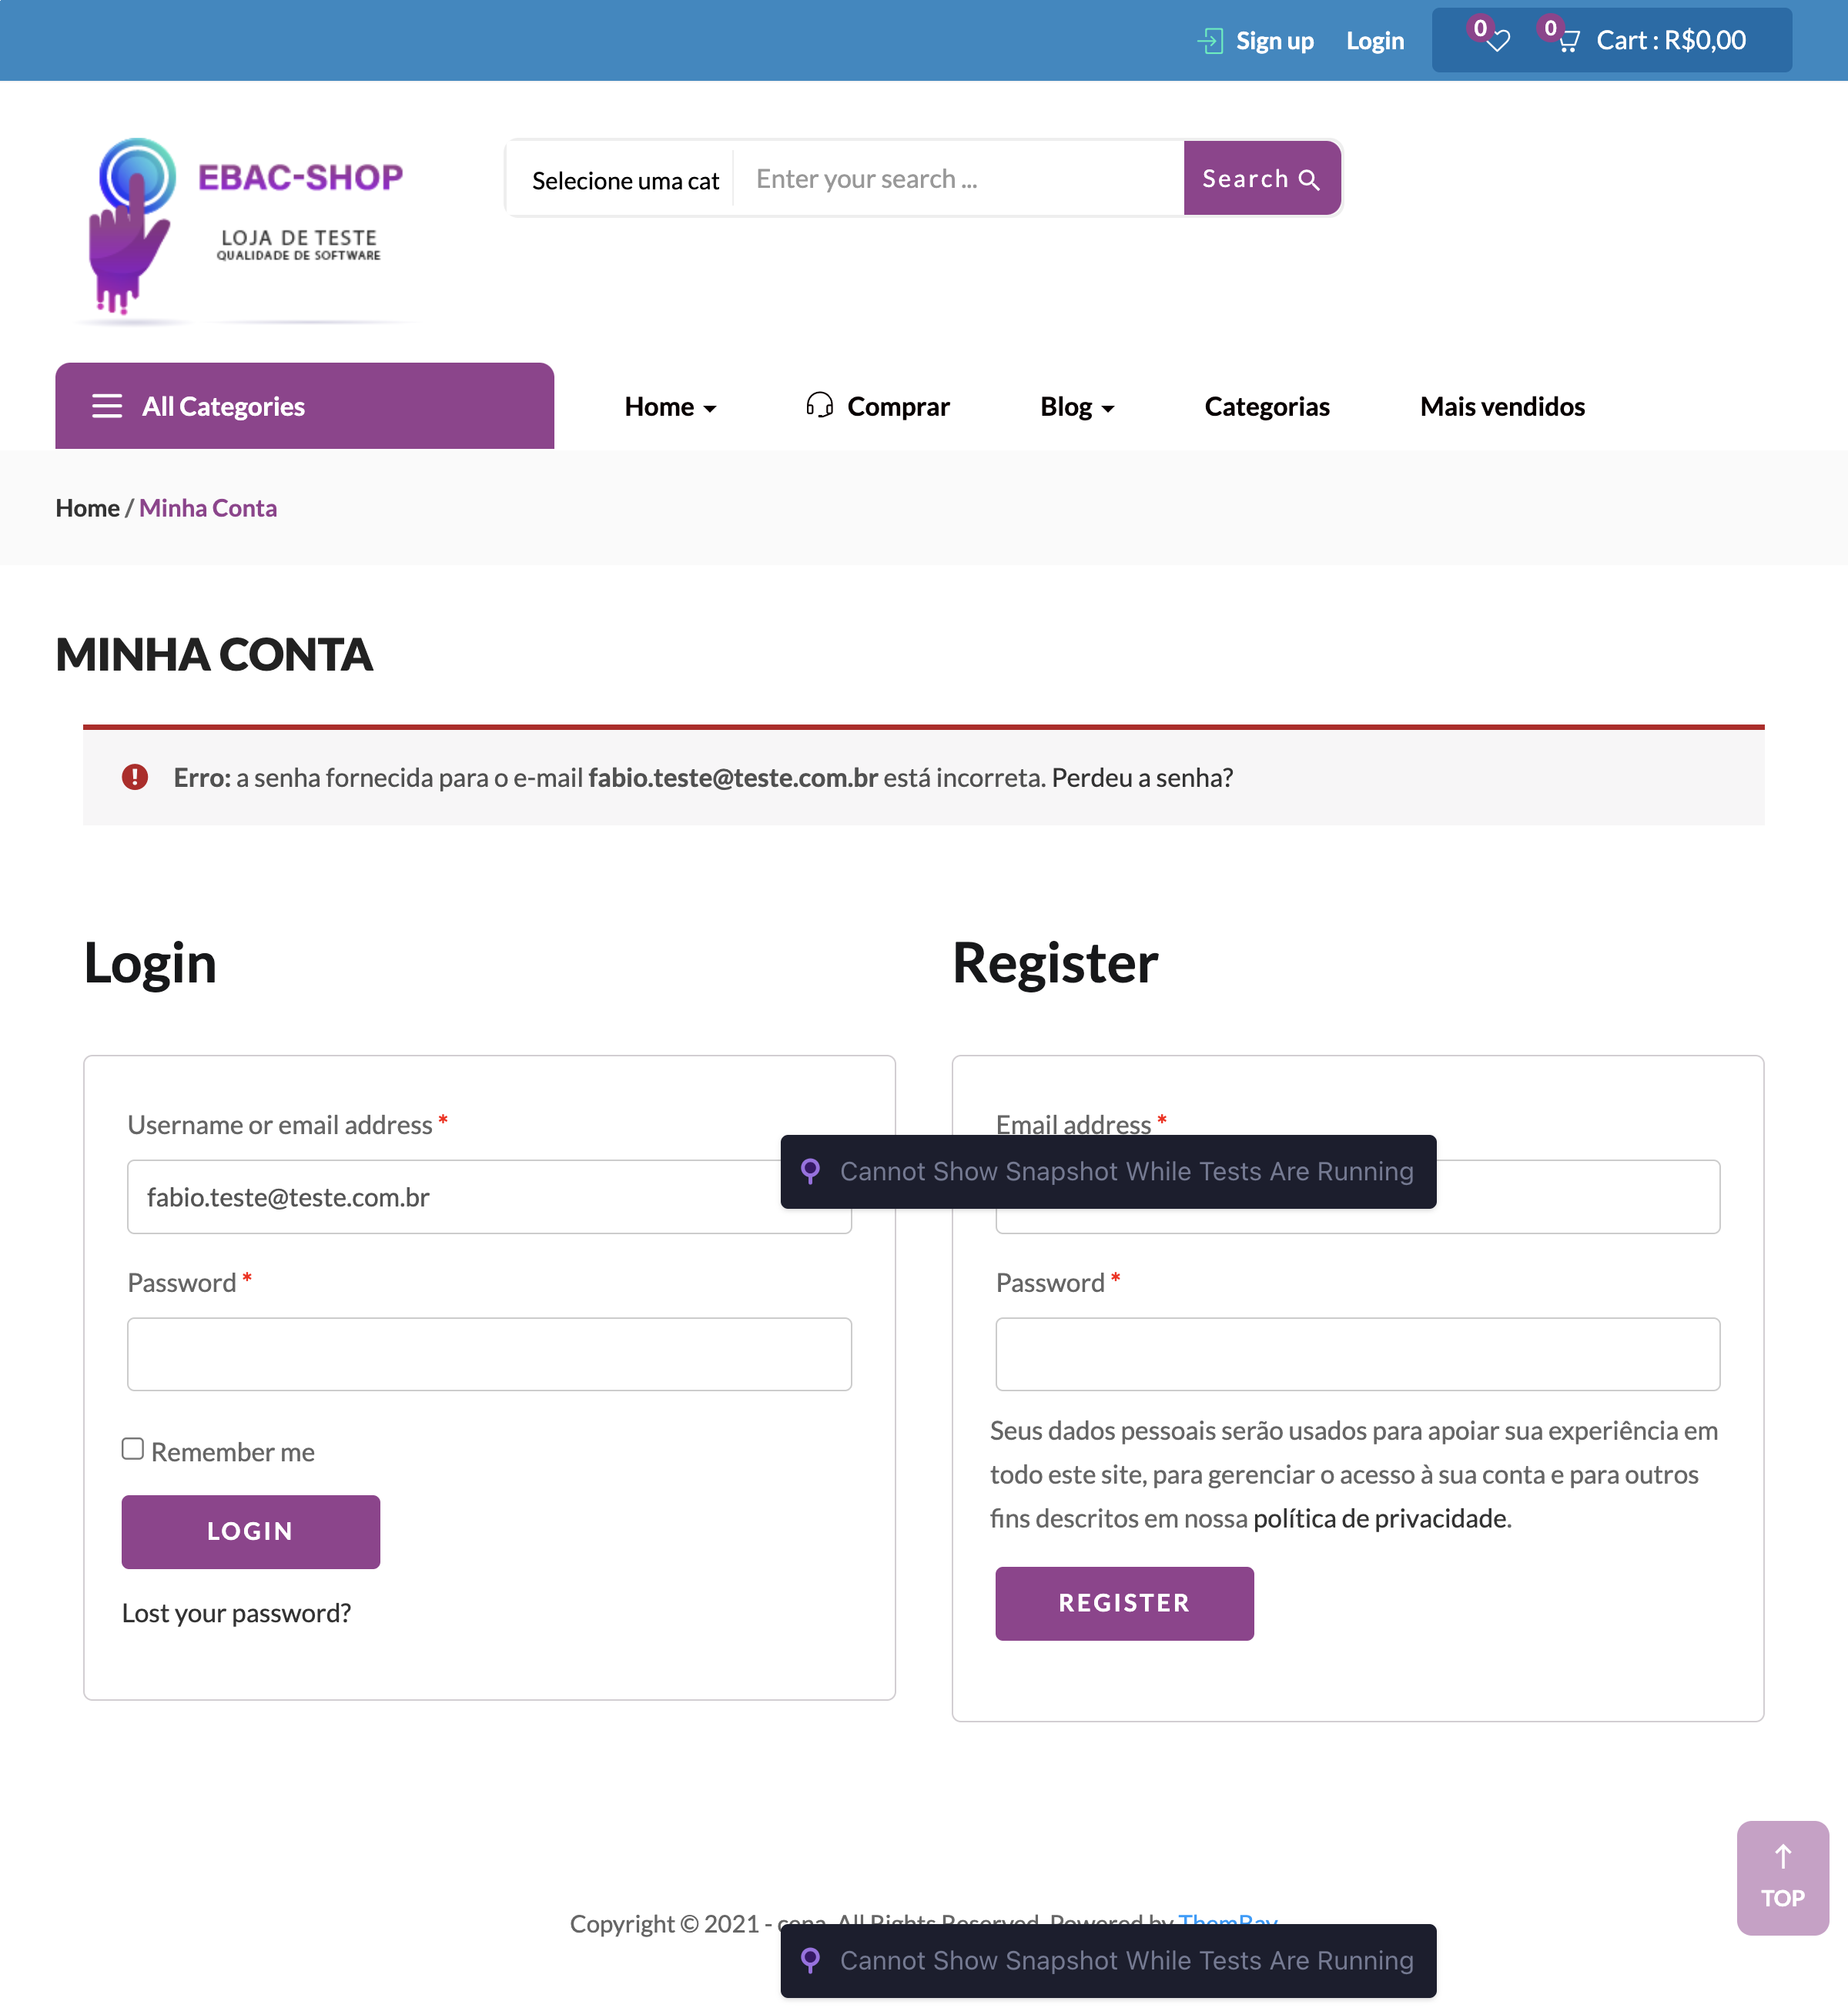 Sign up Login 0 0 Cart : R$0,00
EBAC-SHOP
LOJA DE TESTE
QUALIDADE DE SOFTWARE
Selecione uma cat Enter your search ... Search
All Categories Home Comprar Blog Categorias Mais vendidos
Home / Minha Conta
MINHA CONTA
Erro: a senha fornecida para o e-mail fabio.teste@teste.com.br está incorreta. Perdeu a senha?
Login
Username or email address *
fabio.teste@teste.com.br
Password *
Remember me
LOGIN
Lost your password?
Register
Email address *
Cannot Show Snapshot While Tests Are Running
Password *
Seus dados pessoais serão usados para apoiar sua experiência em
todo este site, para gerenciar o acesso à sua conta e para outros
fins descritos em nossa política de privacidade.
REGISTER
TOP
Copyright © 2021 - cona. All Rights Reserved. Powered by ThemBay
Cannot Show Snapshot While Tests Are Running